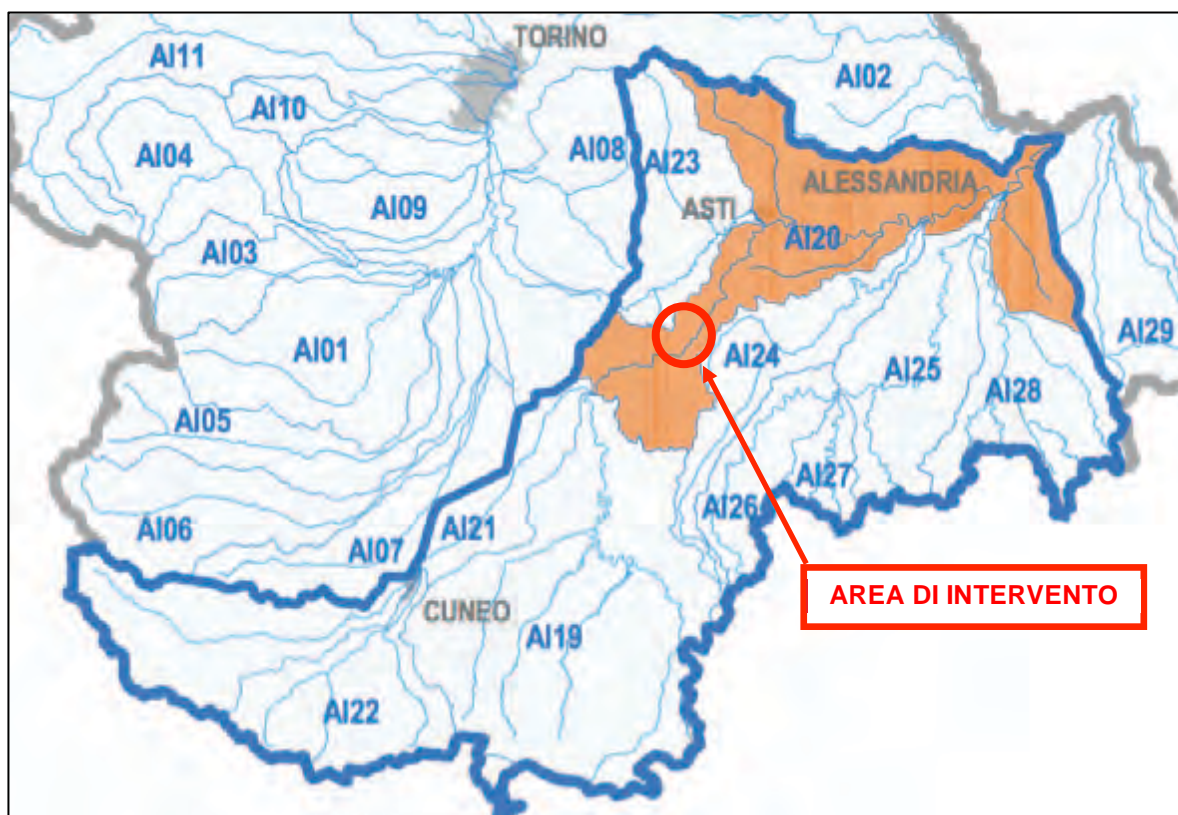 TORINO
AI11
AI02
AI10
AI04
AI08
AI23
ALESSANDRIA
AI09
ASTI
AI20
AI03
AI01
AI24
AI29
AI25
AI28
AI05
AI27
AI26
AI06
AI21
AI07
AREA DI INTERVENTO
CUNEO
AI19
AI22